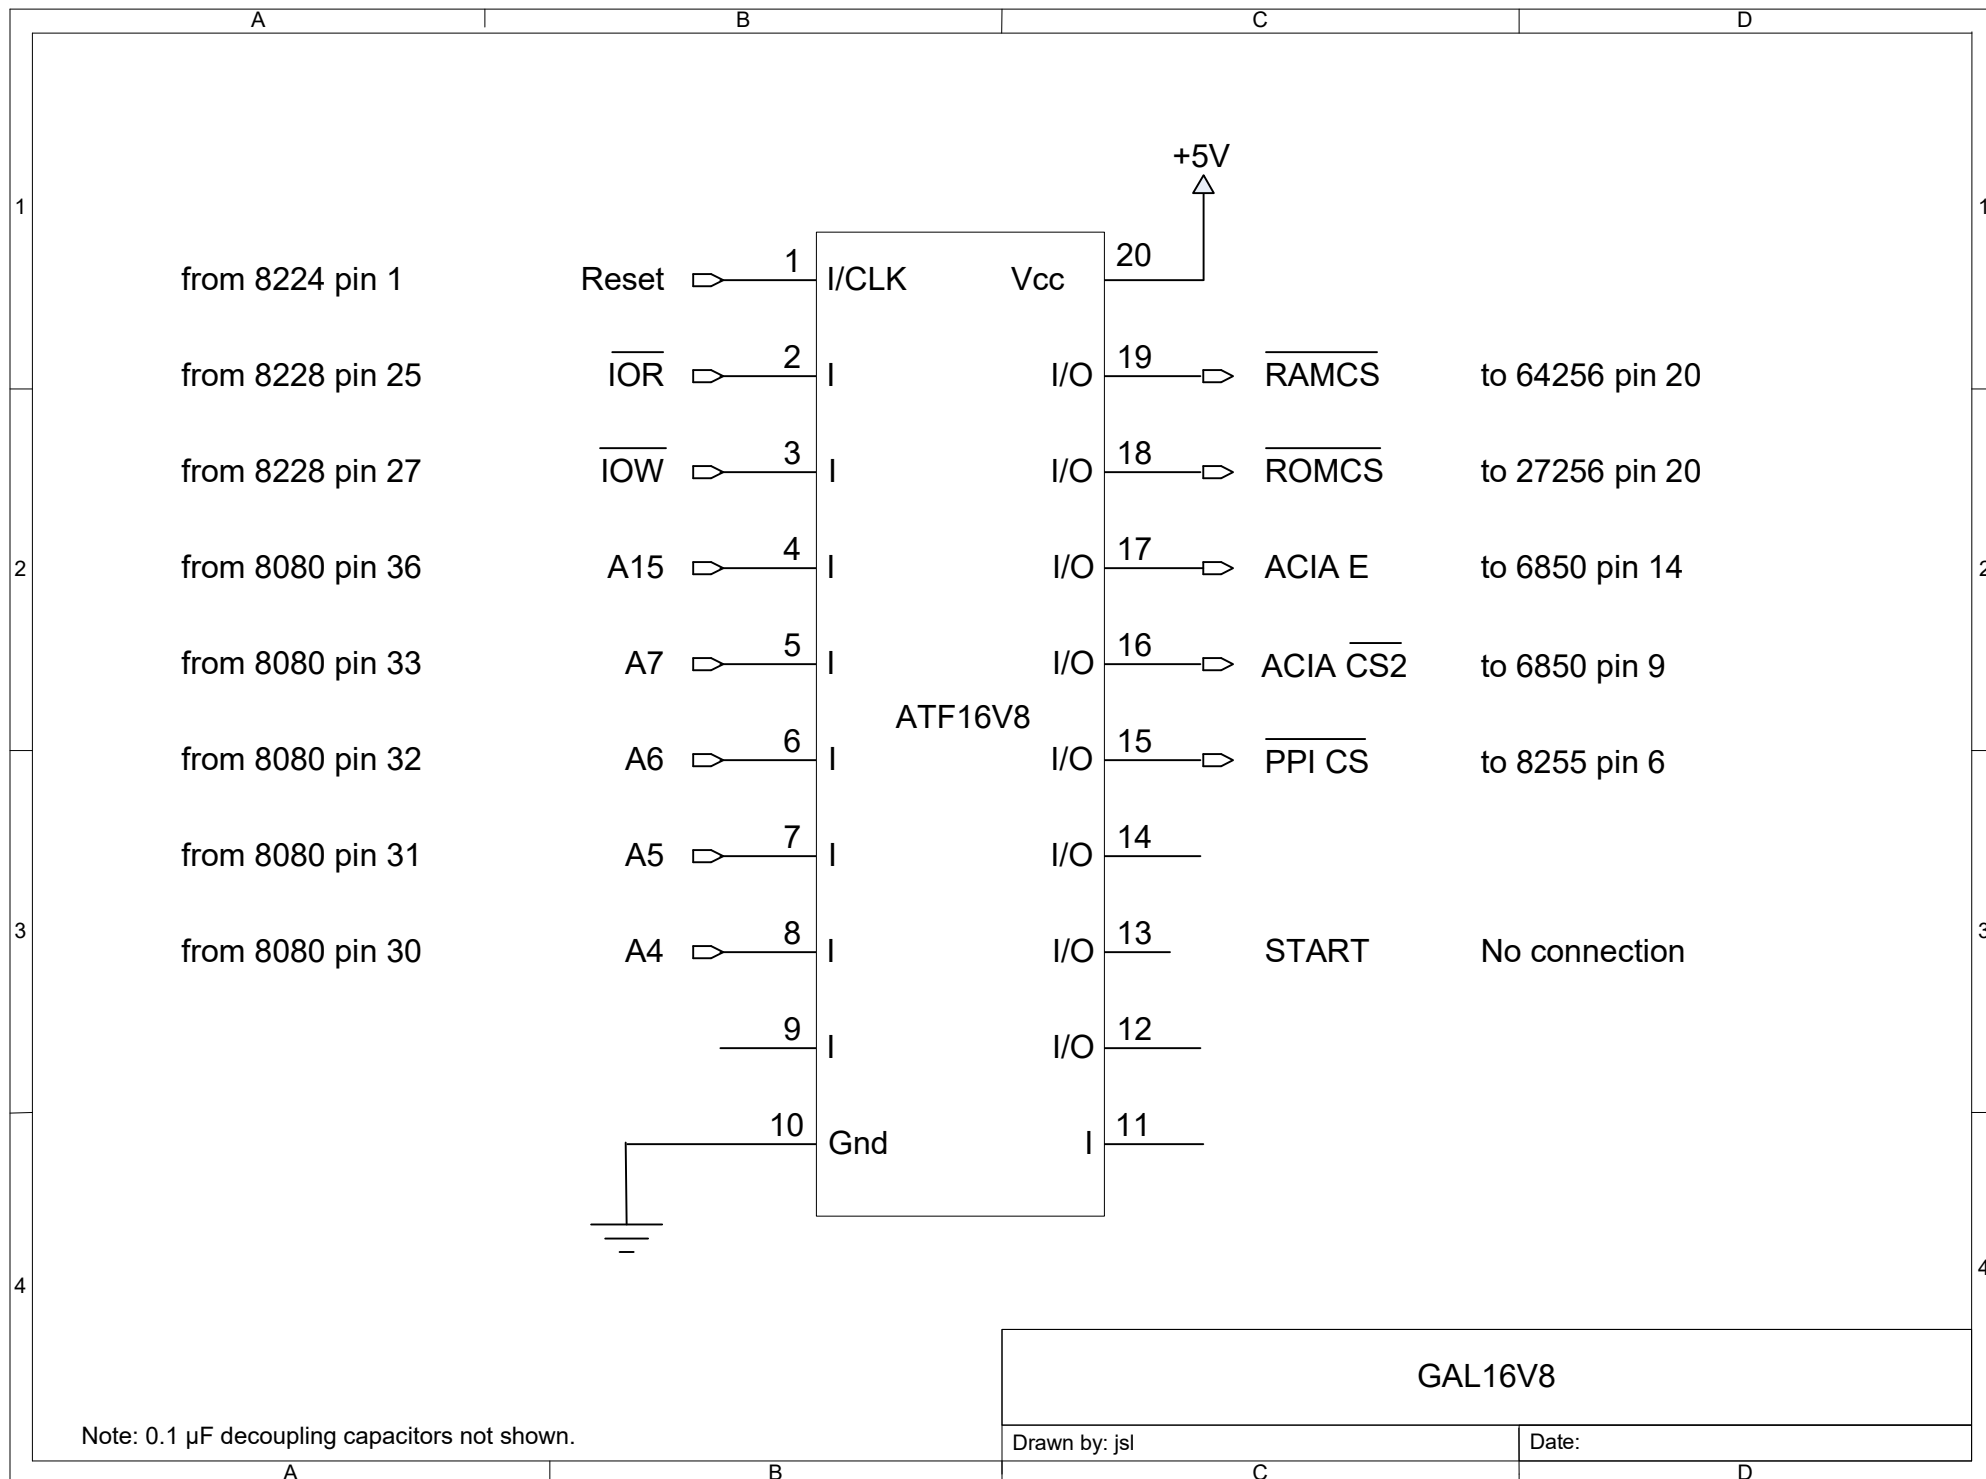 A B C D
+5V
1 1
from 8224 pin 1 Reset 1 I/CLK Vcc 20
from 8228 pin 25 IOR 2 I I/O 19 RAMCS to 64256 pin 20
from 8228 pin 27 IOW 3 I I/O 18 ROMCS to 27256 pin 20
2 from 8080 pin 36 A15 4 I I/O 17 ACIA E to 6850 pin 14 2
from 8080 pin 33 A7 5 I I/O 16 ACIA CS2 to 6850 pin 9
ATF16V8
from 8080 pin 32 A6 6 I I/O 15 PPI CS to 8255 pin 6
from 8080 pin 31 A5 7 I I/O 14
3 from 8080 pin 30 A4 8 I I/O 13 START No connection 3
9 I I/O 12
10 Gnd I 11
4 4
GAL16V8
Note: 0.1 µF decoupling capacitors not shown. Drawn by: jsl Date:
A B C D